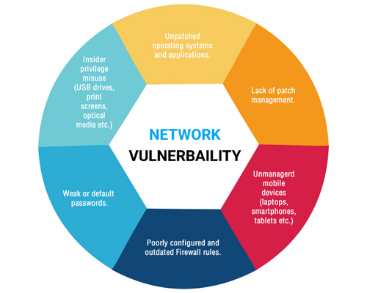 Unpatched
operating systems
and applications.
Lack of patch
management.
Unmanagerd
mobile
devices
(laptops,
smartphones,
tablets etc.)
Poorly configured and
outdated Firewall rules.
Weak or default
passwords.
Insider
privilege
misuse
(USB drives,
print
screens,
optical
media etc.)
NETWORK
VULNERBAILITY